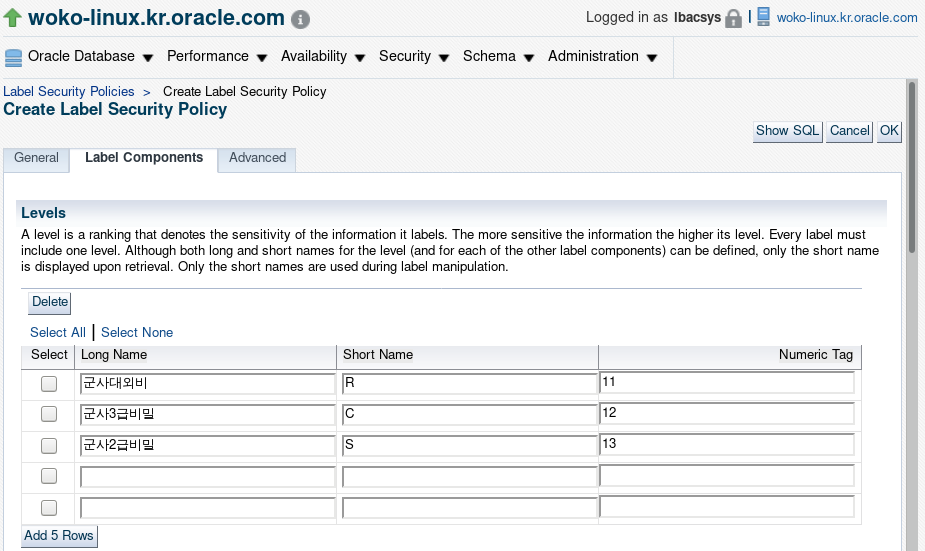 woko-linux.kr.oracle.com
Logged in as lbacsys | woko-linux.kr.oracle.com
Oracle Database Performance Availability Security Schema Administration
Label Security Policies > Create Label Security Policy
Create Label Security Policy
Show SQL Cancel OK
General Label Components Advanced
Levels
A level is a ranking that denotes the sensitivity of the information it labels. The more sensitive the information the higher its level. Every label must
include one level. Although both long and short names for the level (and for each of the other label components) can be defined, only the short name
is displayed upon retrieval. Only the short names are used during label manipulation.
Delete
Select All | Select None
Select Long Name Short Name Numeric Tag
군사대외비 R 11
군사3급비밀 C 12
군사2급비밀 S 13
Add 5 Rows